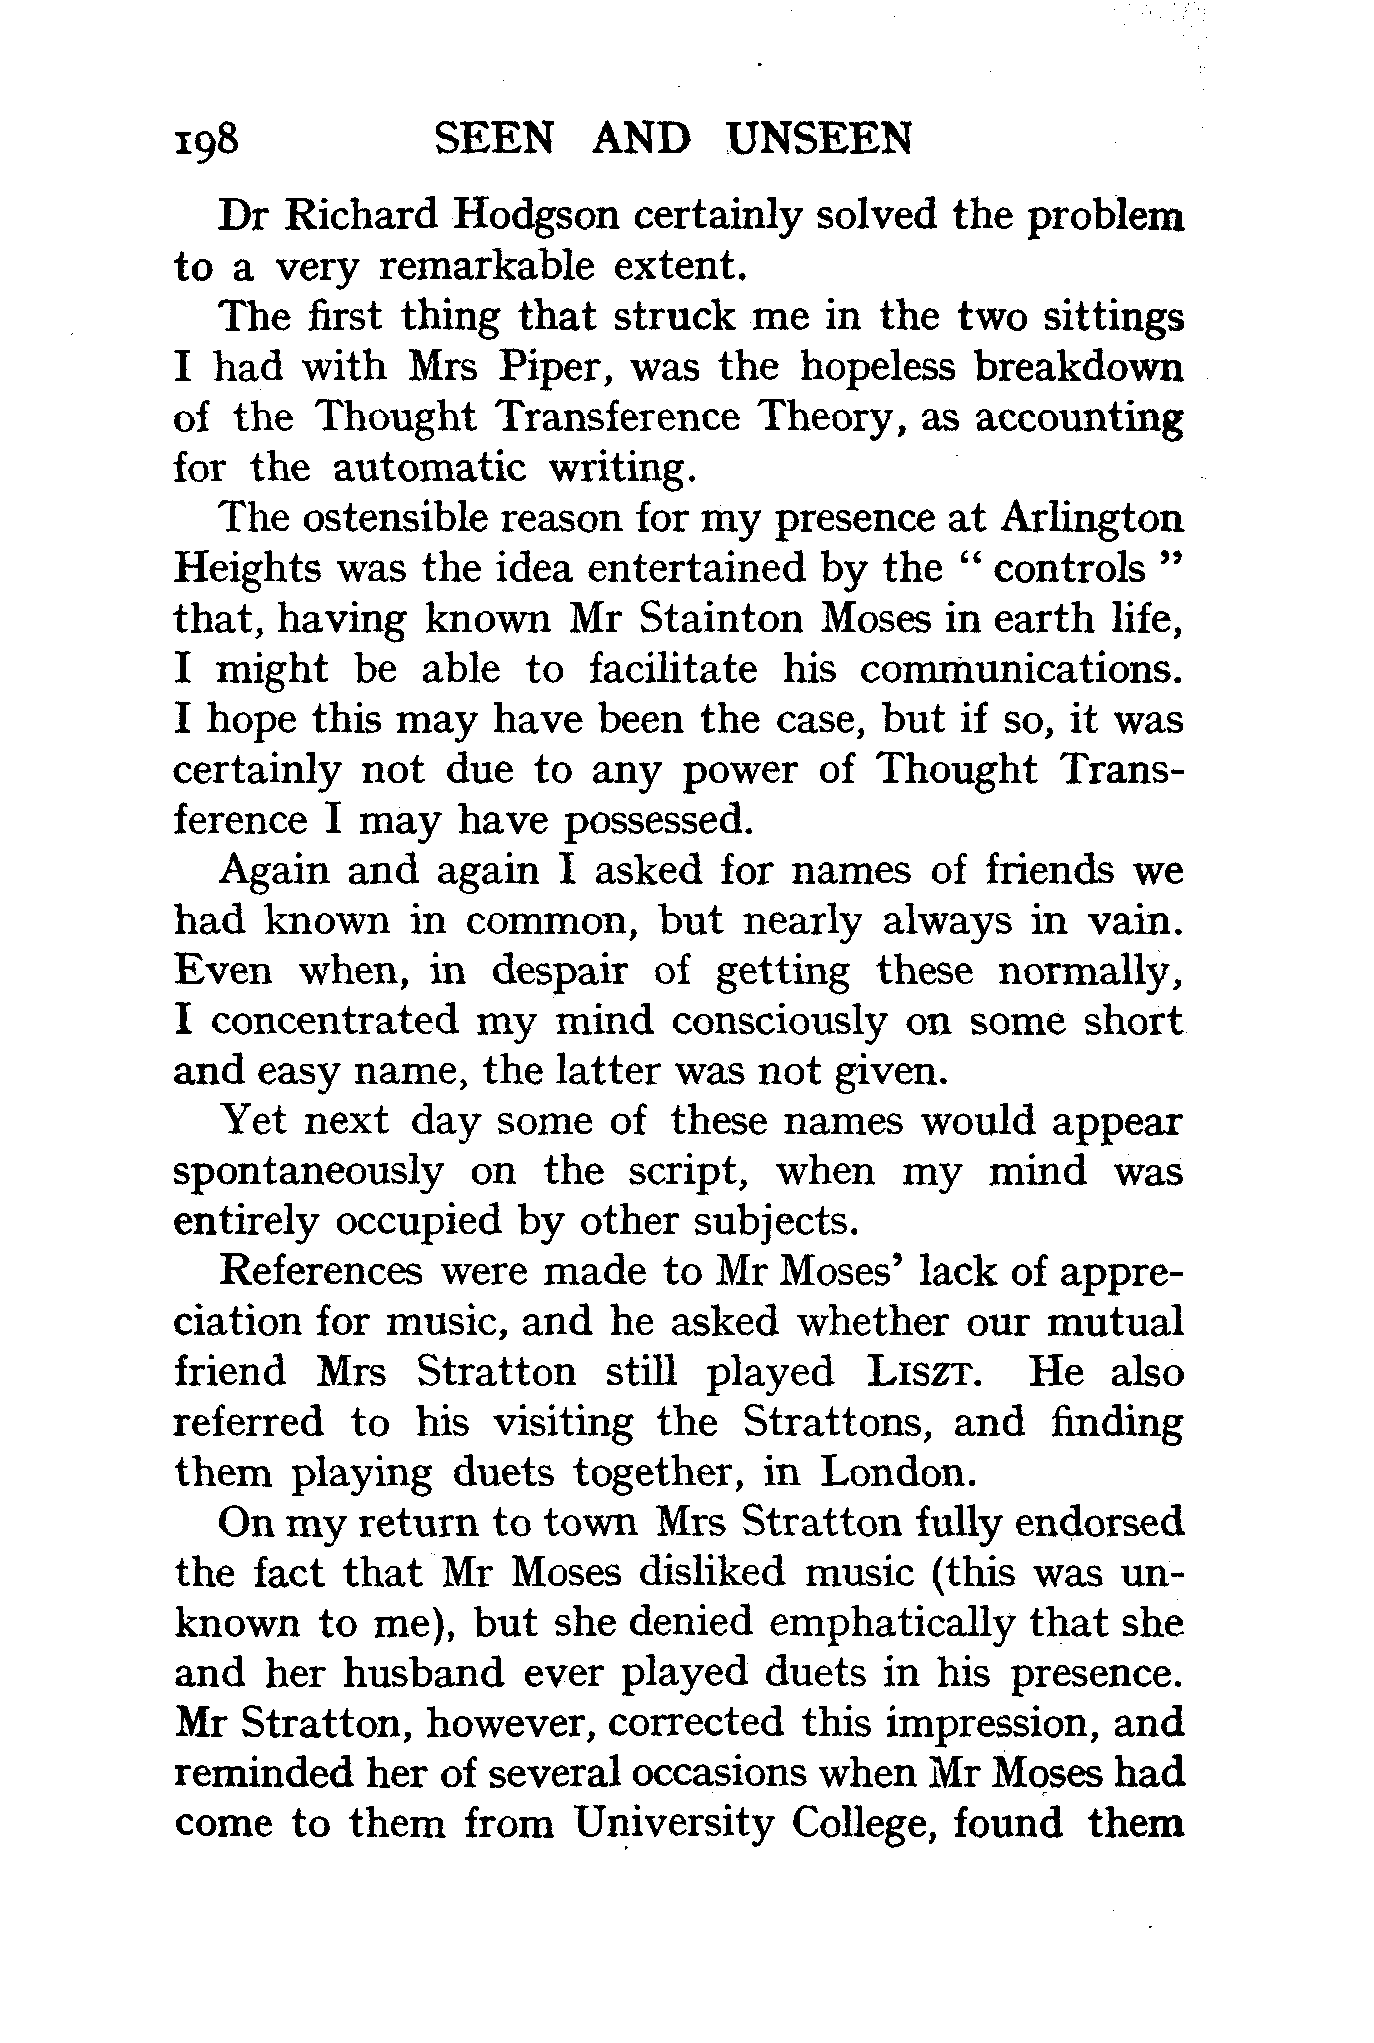 198 SEEN AND UNSEEN
Dr Richard Hodgson certainly solved the problem
to a very remarkable extent.
The first thing that struck me in the two sittings
I had with Mrs Piper, was the hopeless breakdown
of the Thought Transference Theory, as accounting
for the automatic writing.
The ostensible reason for my presence at Arlington
Heights was the idea entertained by the “ controls ”
that, having known Mr Stainton Moses in earth life,
I might be able to facilitate his communications.
I hope this may have been the case, but if so, it was
certainly not due to any power of Thought Trans-
ference I may have possessed.
Again and again I asked for names of friends we
had known in common, but nearly always in vain.
Even when, in despair of getting these normally,
I concentrated my mind consciously on some short
and easy name, the latter was not given.
Yet next day some of these names would appear
spontaneously on the script, when my mind was
entirely occupied by other subjects.
References were made to Mr Moses’ lack of appre-
ciation for music, and he asked whether our mutual
friend Mrs Stratton still played LISZT. He also
referred to his visiting the Strattons, and finding
them playing duets together, in London.
On my return to town Mrs Stratton fully endorsed
the fact that Mr Moses disliked music (this was un-
known to me), but she denied emphatically that she
and her husband ever played duets in his presence.
Mr Stratton, however, corrected this impression, and
reminded her of several occasions when Mr Moses had
come to them from University College, found them